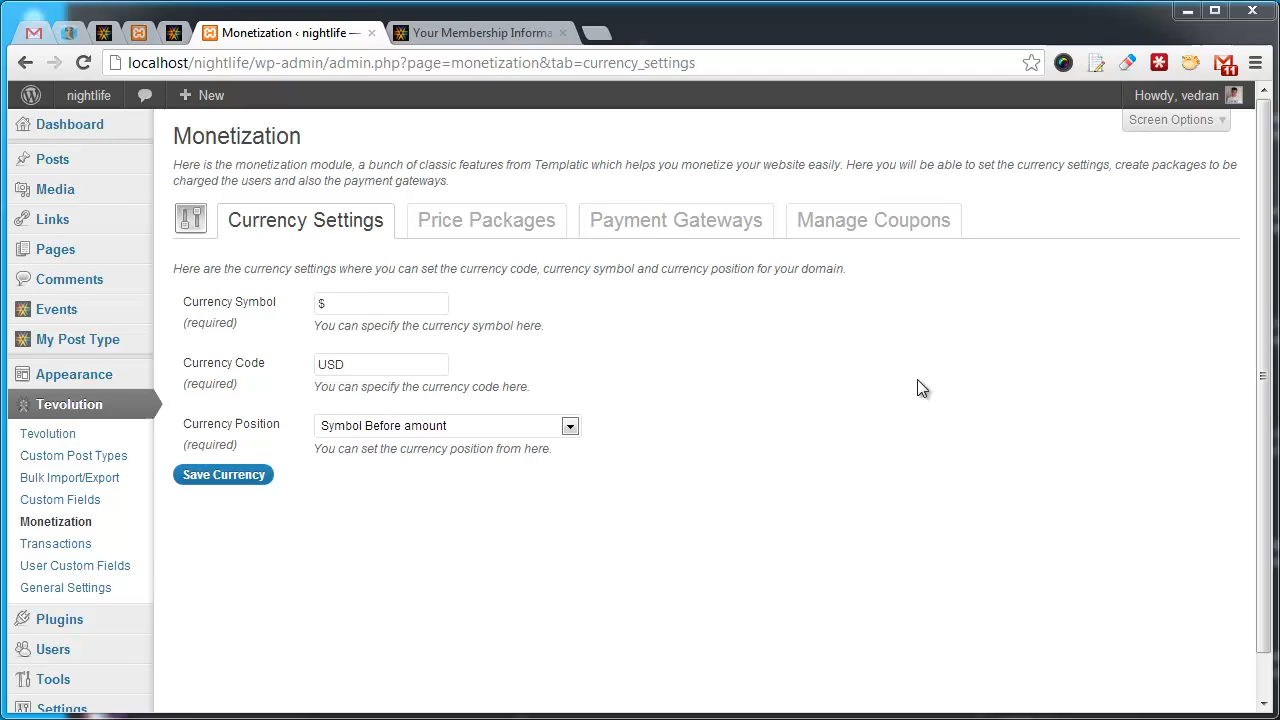 Monetization ‹ nightlife —
Your Membership Informa
localhost/nightlife/wp-admin/admin.php?page=monetization&tab=currency_settings
11
nightlife
New
Howdy, vedran
Screen Options
Dashboard
Posts
Media
Links
Pages
Comments
Events
My Post Type
Appearance
Tevolution
Tevolution
Custom Post Types
Bulk Import/Export
Custom Fields
Monetization
Transactions
User Custom Fields
General Settings
Plugins
Users
Tools
Settings
Monetization
Here is the monetization module, a bunch of classic features from Templatic which helps you monetize your website easily. Here you will be able to set the currency settings, create packages to be
charged the users and also the payment gateways.
Currency Settings
Price Packages
Payment Gateways
Manage Coupons
Here are the currency settings where you can set the currency code, currency symbol and currency position for your domain.
Currency Symbol
(required)
$
You can specify the currency symbol here.
Currency Code
(required)
USD
You can specify the currency code here.
Currency Position
(required)
Symbol Before amount
You can set the currency position from here.
Save Currency